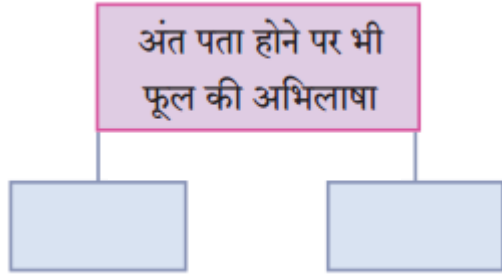 अंत पता होने पर भी
फूल की अभिलाषा